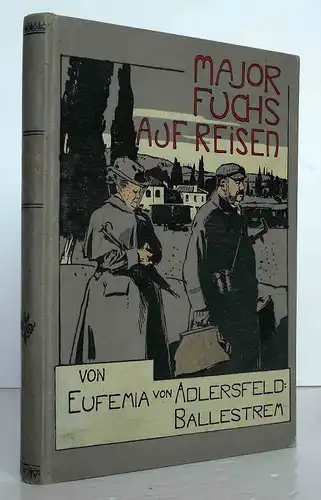 MAJOR
FUCHS
AUF REISEN
VON
EUFEMIA VON ADLERSFELD=
BALLESTREM